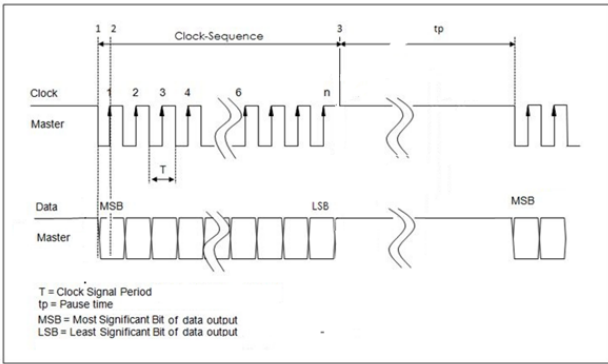 1 2 3
Clock-Sequence tp
Clock 1 2 3 4 6 n
Master
T
Data MSB LSB MSB
Master
T = Clock Signal Period
tp = Pause time
MSB = Most Significant Bit of data output
LSB = Least Significant Bit of data output